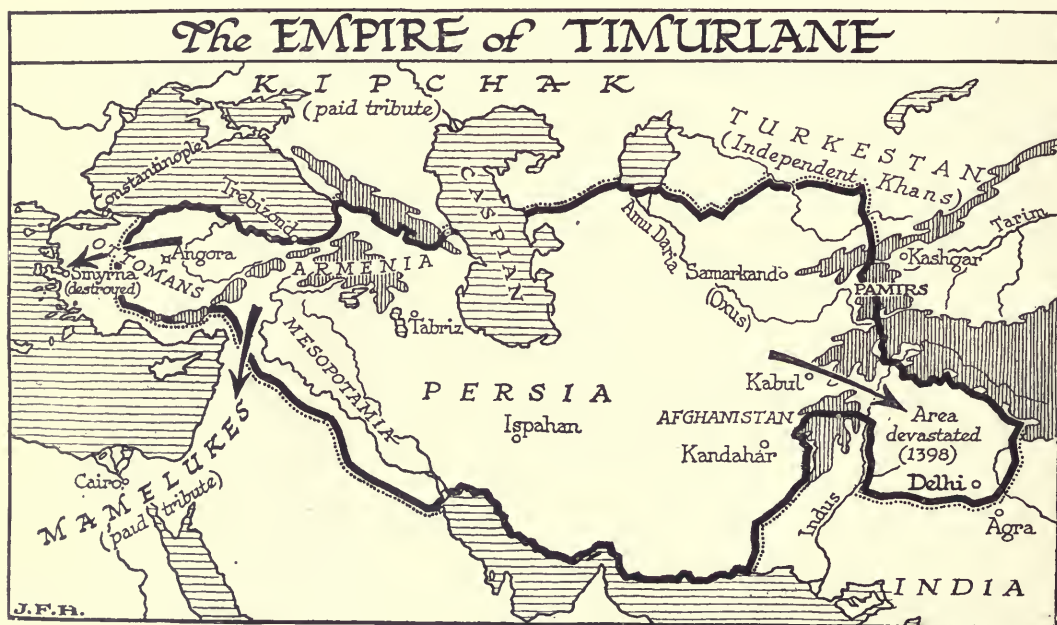 The EMPIRE of TIMURLANE
KIPCHAK
(paid tribute)
TURKESTAN
(Independent Khans)
Constantinople
Trebizond
CASPIAN
Amu Daria
Tarim
OTOMANS
Angora
Smyrna
(destroyed)
ARMENIA
Samarkand
Kashgar
(Oxus)
PAMIRS
Tabriz
MESOPOTAMIA
PERSIA
Kabul
Ispahan
AFGHANISTAN
Area
devastated
(1398)
Kandahár
Delhi
Cairo
MAMELUKES
(paid tribute)
Indus
Agra
INDIA
J.F.H.